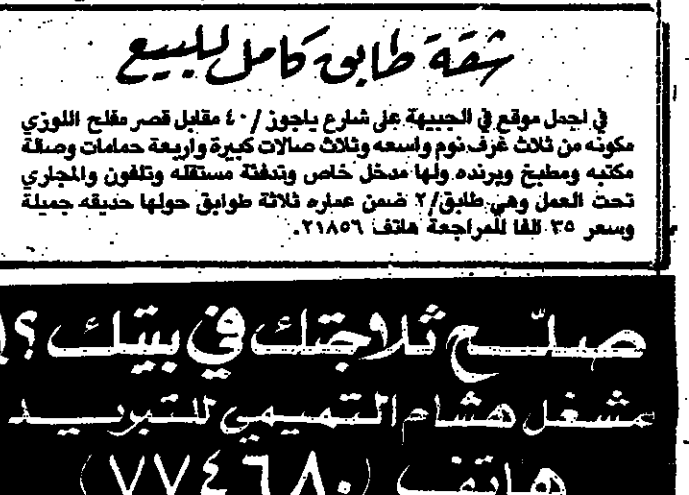 شقة طابق كامل للبيع
في اجمل موقع في الجبيهة على شارع ياجوز /٤٠ مقابل قصر مفلح اللوزي
مكونه من ثلاث غرف نوم واسعه وثلاث صالات كبيرة واربعة حمامات وصالة
مكتبه ومطبخ وبرنده ولها مدخل خاص وتدفئة مستقله وتلفون والمجاري
تحت العمل وهي طابق/٢ ضمن عماره ثلاثة طوابق حولها حديقه جميلة
وسعر ٣٥ الفا للمراجعة هاتف ٢١٨٥٦.
صلّح ثلاجتك في بيتك ؟!
مشغل هشام التميمي للتبريد
هاتف (٧٧٤٦٨٠)